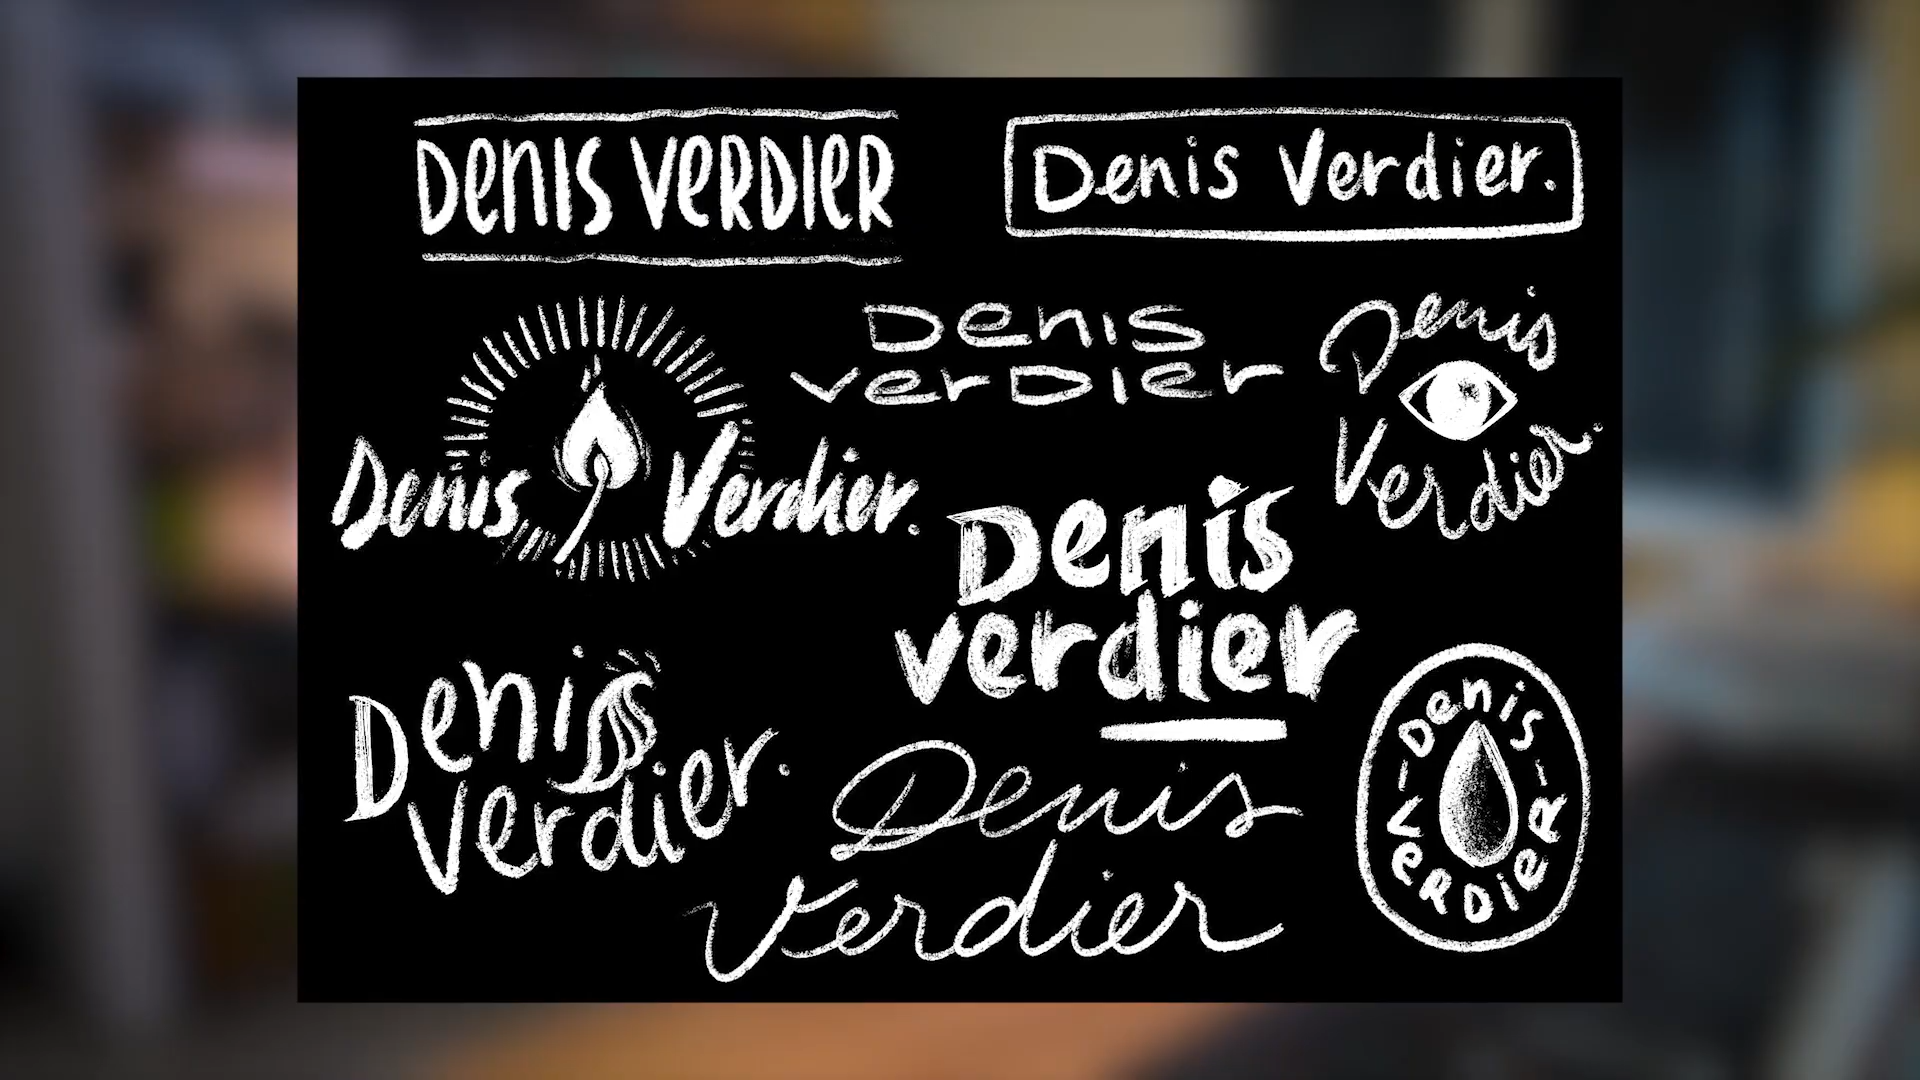 DeNIS VeRDIeR
Denis Verdier.
Denis Verdier.
DenIS
verDIer
Denis
Verdier.
Denis
verdier
Denis
verdier.
Denis
Verdier
Denis
VeRDieR